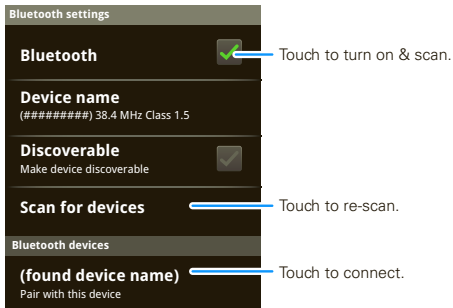 Bluetooth settings
Bluetooth
Touch to turn on & scan.
Device name
(#########) 38.4 MHz Class 1.5
Discoverable
Make device discoverable
Scan for devices
Touch to re-scan.
Bluetooth devices
(found device name)
Touch to connect.
Pair with this device